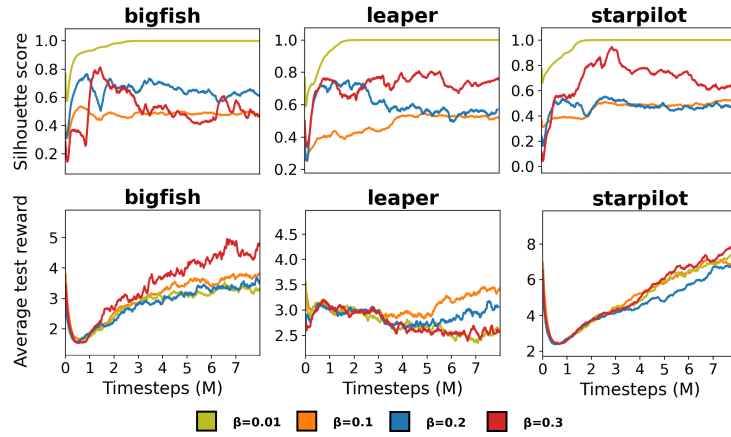 bigfish leaper starpilot
Silhouette score
1.0 0.8 0.6 0.4 0.2
1.0 0.8 0.6 0.4 0.2
1.0 0.8 0.6 0.4 0.2 0.0
bigfish leaper starpilot
Average test reward
5 4 3 2
4.5 4.0 3.5 3.0 2.5
8 6 4 2
0 1 2 3 4 5 6 7
0 1 2 3 4 5 6 7
0 1 2 3 4 5 6 7
Timesteps (M) Timesteps (M) Timesteps (M)
β=0.01 β=0.1 β=0.2 β=0.3